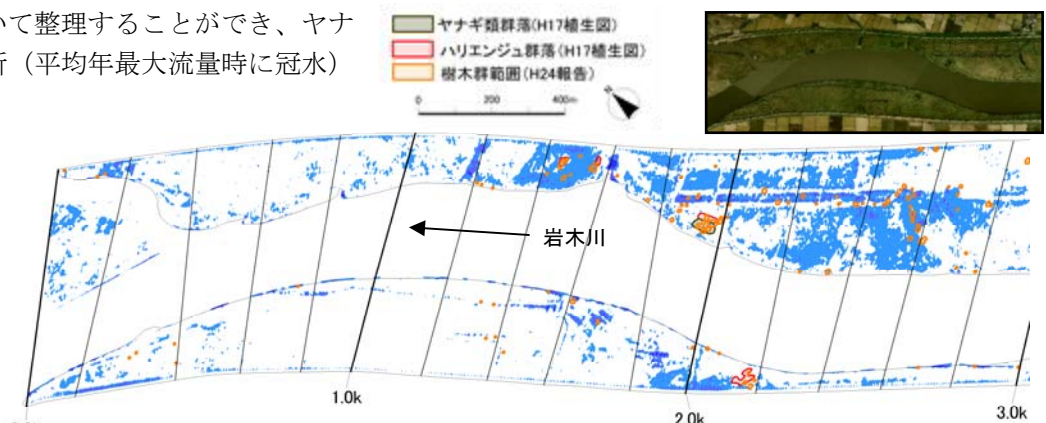 いて整理することができ、ヤナ
所（平均年最大流量時に冠水）
ヤナギ類群落(H17植生図)
ハリエンジュ群落(H17植生図)
樹木群範囲(H24報告)
0 200 400m
N
岩木川
1.0k
2.0k
3.0k